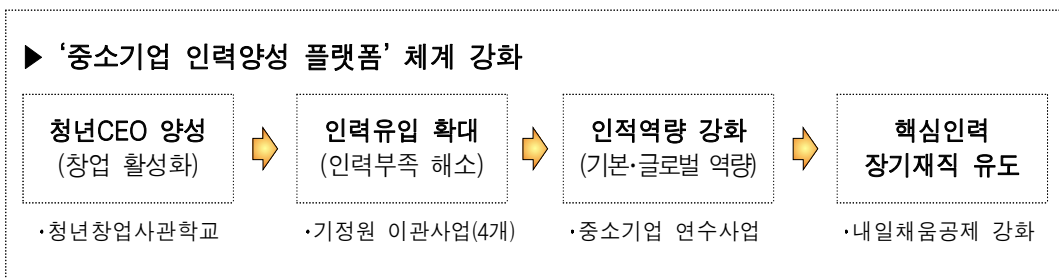 ▶ ‘중소기업 인력양성 플랫폼’ 체계 강화
청년CEO 양성
(창업 활성화)
·청년창업사관학교
인력유입 확대
(인력부족 해소)
·기정원 이관사업(4개)
인적역량 강화
(기본·글로벌 역량)
·중소기업 연수사업
핵심인력
장기재직 유도
·내일채움공제 강화